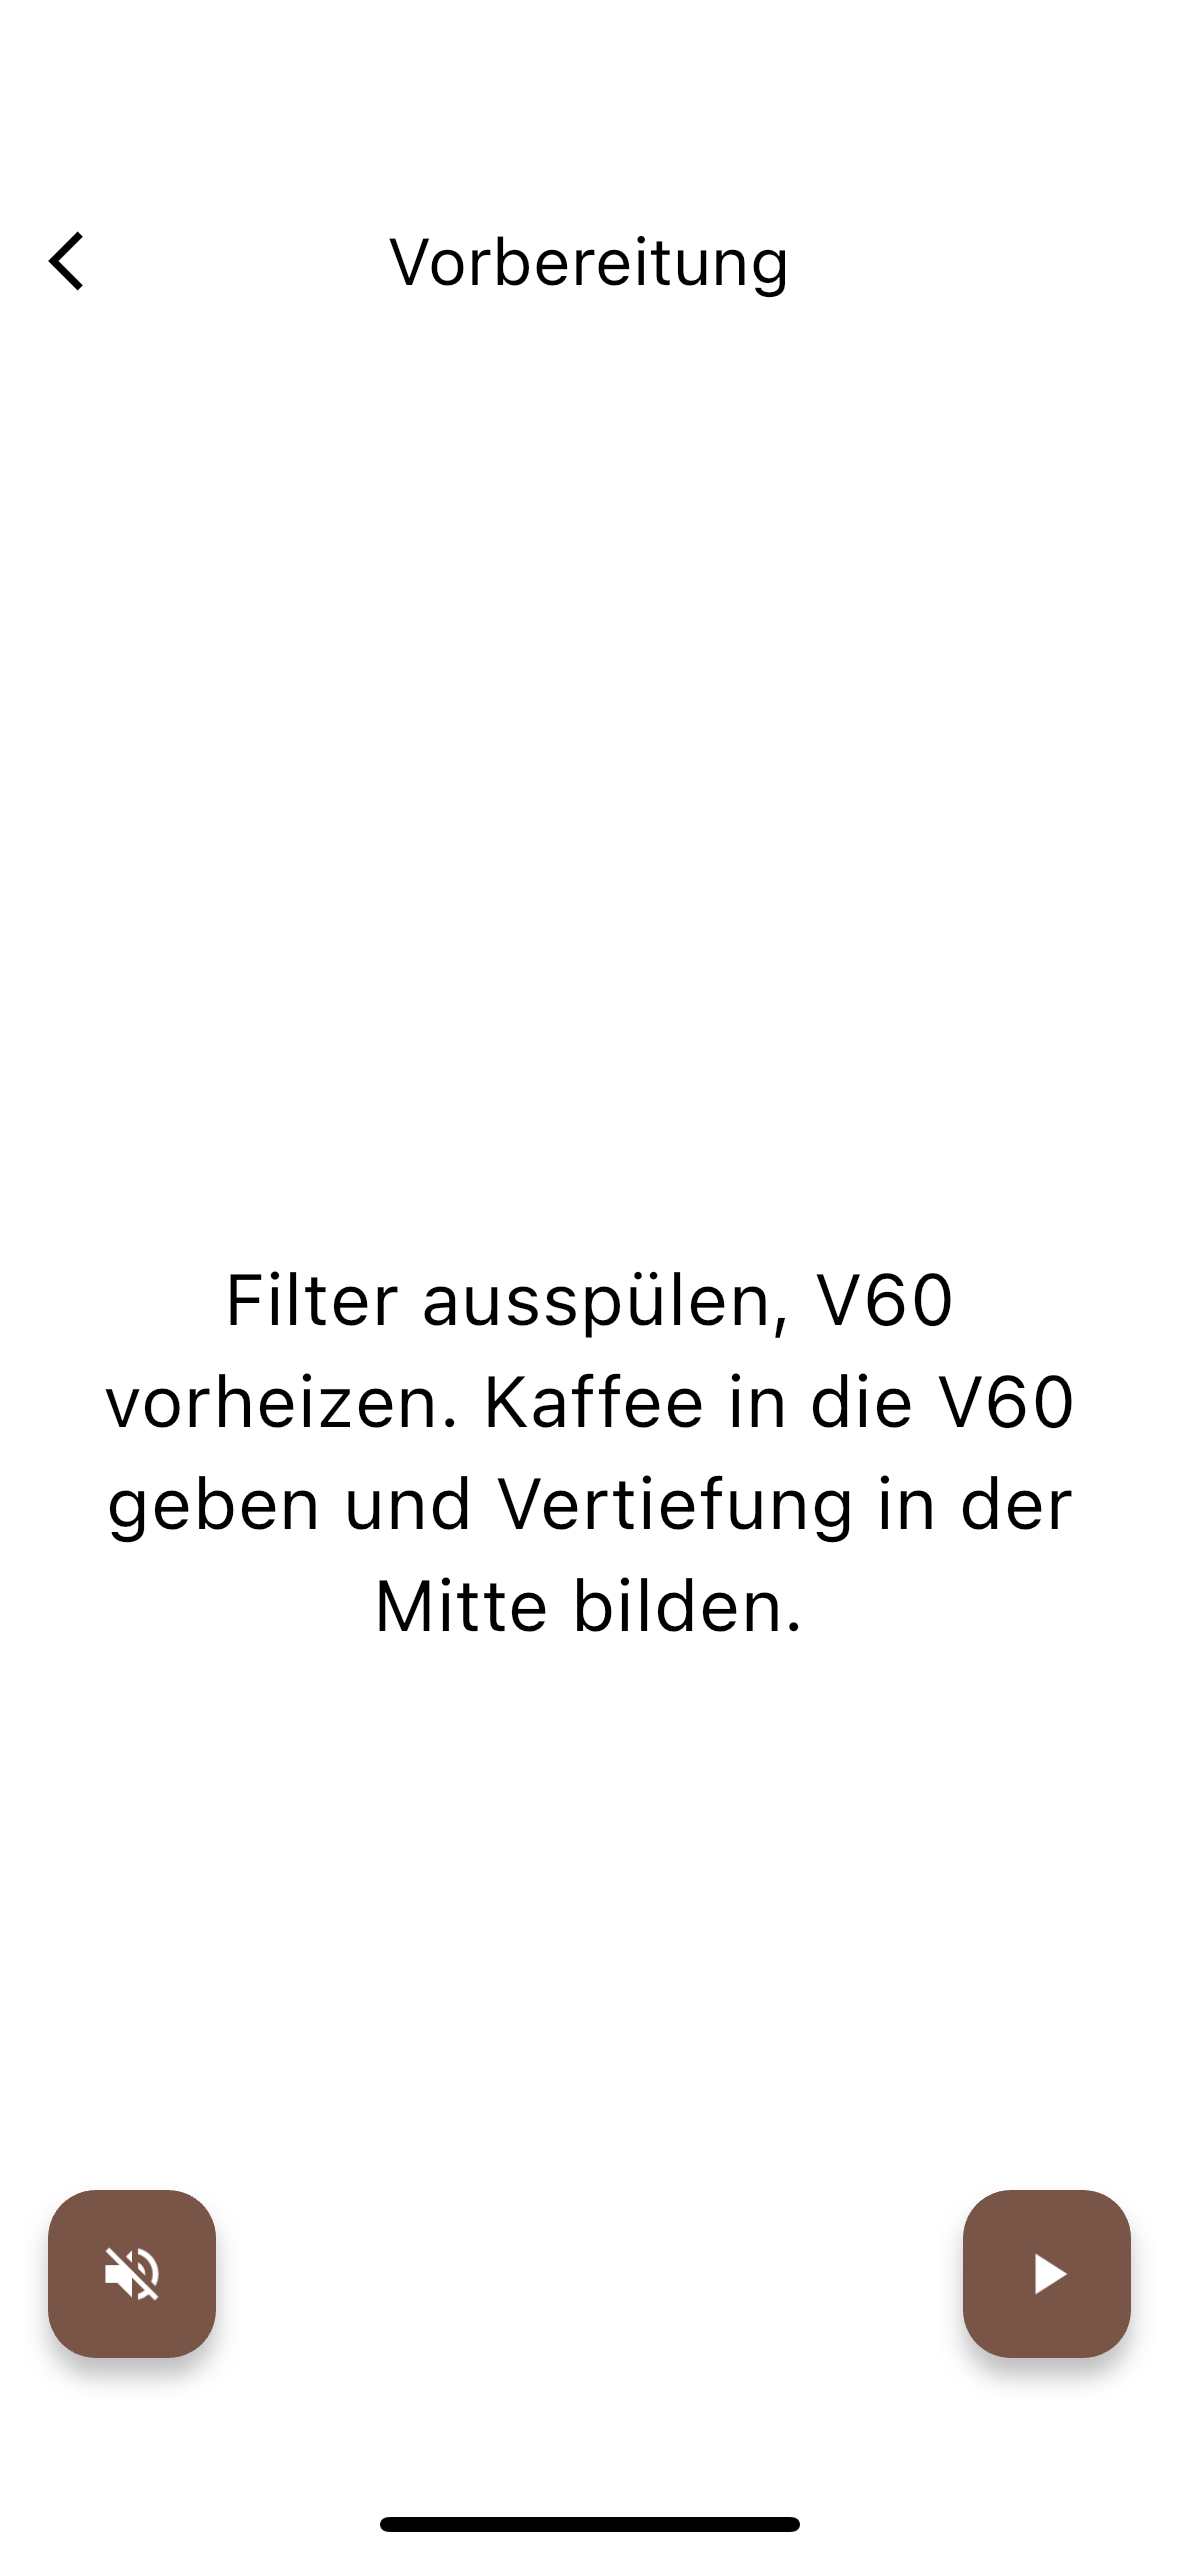 Vorbereitung
Filter ausspülen, V60
vorheizen. Kaffee in die V60
geben und Vertiefung in der
Mitte bilden.